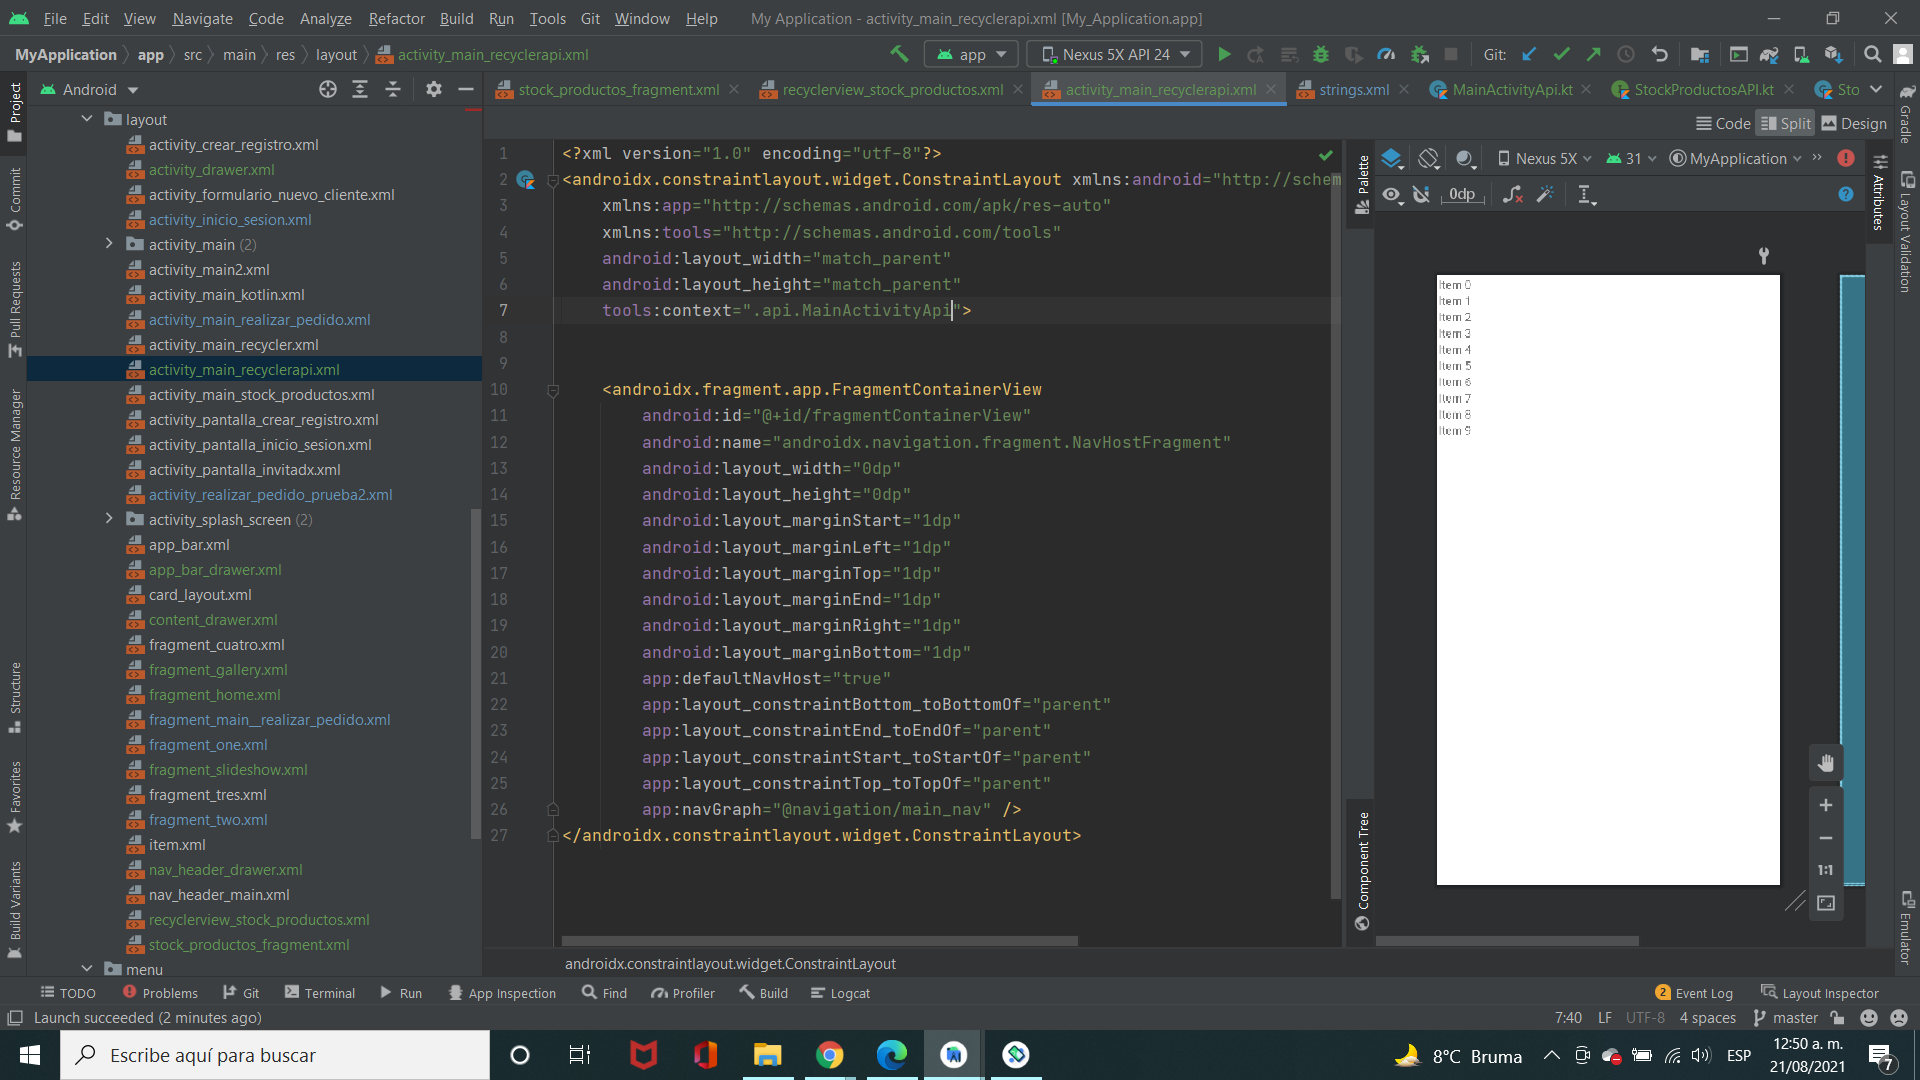 File Edit View Navigate Code Analyze Refactor Build Run Tools Git Window Help My Application - activity_main_recyclerapi.xml [My_Application.app]
MyApplication app src main res layout activity_main_recyclerapi.xml app Nexus 5X API 24 Git:
Android stock_productos_fragment.xml recyclerview_stock_productos.xml activity_main_recyclerapi.xml strings.xml MainActivityApi.kt StockProductosAPI.kt Sto
Code Split Design
Project
Commit
Pull Requests
Resource Manager
Structure
Favorites
Build Variants
layout
activity_crear_registro.xml
activity_drawer.xml
activity_formulario_nuevo_cliente.xml
activity_inicio_sesion.xml
activity_main (2)
activity_main2.xml
activity_main_kotlin.xml
activity_main_realizar_pedido.xml
activity_main_recycler.xml
activity_main_recyclerapi.xml
activity_main_stock_productos.xml
activity_pantalla_crear_registro.xml
activity_pantalla_inicio_sesion.xml
activity_pantalla_invitadx.xml
activity_realizar_pedido_prueba2.xml
activity_splash_screen (2)
app_bar.xml
app_bar_drawer.xml
card_layout.xml
content_drawer.xml
fragment_cuatro.xml
fragment_gallery.xml
fragment_home.xml
fragment_main__realizar_pedido.xml
fragment_one.xml
fragment_slideshow.xml
fragment_tres.xml
fragment_two.xml
item.xml
nav_header_drawer.xml
nav_header_main.xml
recyclerview_stock_productos.xml
stock_productos_fragment.xml
menu
1 <?xml version="1.0" encoding="utf-8"?>
2 <androidx.constraintlayout.widget.ConstraintLayout xmlns:android="http://schem
3 xmlns:app="http://schemas.android.com/apk/res-auto"
4 xmlns:tools="http://schemas.android.com/tools"
5 android:layout_width="match_parent"
6 android:layout_height="match_parent"
7 tools:context=".api.MainActivityApi">
8
9
10 <androidx.fragment.app.FragmentContainerView
11 android:id="@+id/fragmentContainerView"
12 android:name="androidx.navigation.fragment.NavHostFragment"
13 android:layout_width="0dp"
14 android:layout_height="0dp"
15 android:layout_marginStart="1dp"
16 android:layout_marginLeft="1dp"
17 android:layout_marginTop="1dp"
18 android:layout_marginEnd="1dp"
19 android:layout_marginRight="1dp"
20 android:layout_marginBottom="1dp"
21 app:defaultNavHost="true"
22 app:layout_constraintBottom_toBottomOf="parent"
23 app:layout_constraintEnd_toEndOf="parent"
24 app:layout_constraintStart_toStartOf="parent"
25 app:layout_constraintTop_toTopOf="parent"
26 app:navGraph="@navigation/main_nav" />
27 </androidx.constraintlayout.widget.ConstraintLayout>
androidx.constraintlayout.widget.ConstraintLayout
Palette
Component Tree
Nexus 5X 31 MyApplication
0dp
Item 0
Item 1
Item 2
Item 3
Item 4
Item 5
Item 6
Item 7
Item 8
Item 9
1:1
Attributes
Gradle
Layout Validation
Emulator
TODO Problems Git Terminal Run App Inspection Find Profiler Build Logcat 2 Event Log Layout Inspector
Launch succeeded (2 minutes ago) 7:40 LF UTF-8 4 spaces master
Escribe aquí para buscar 8°C Bruma ESP 12:50 a. m.
21/08/2021 7